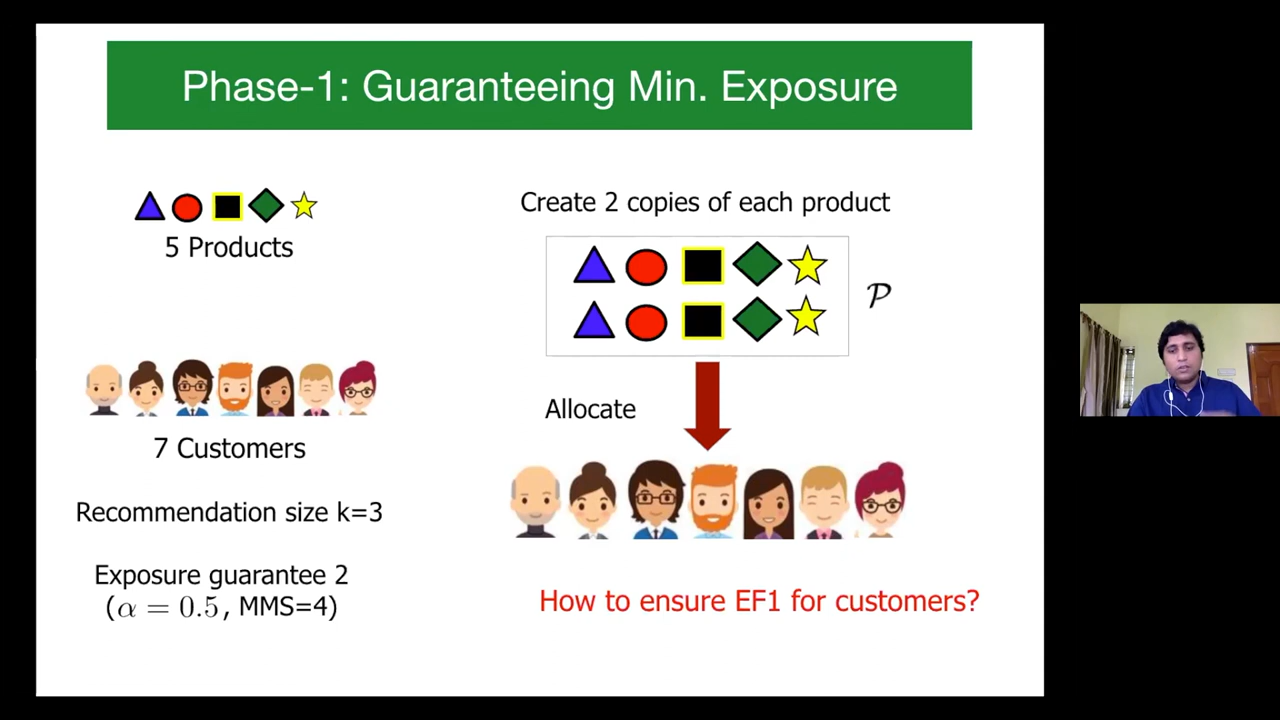 Phase-1: Guaranteeing Min. Exposure
5 Products
7 Customers
Recommendation size k=3
Exposure guarantee 2
(α = 0.5, MMS=4)
Create 2 copies of each product
𝒫
Allocate
How to ensure EF1 for customers?